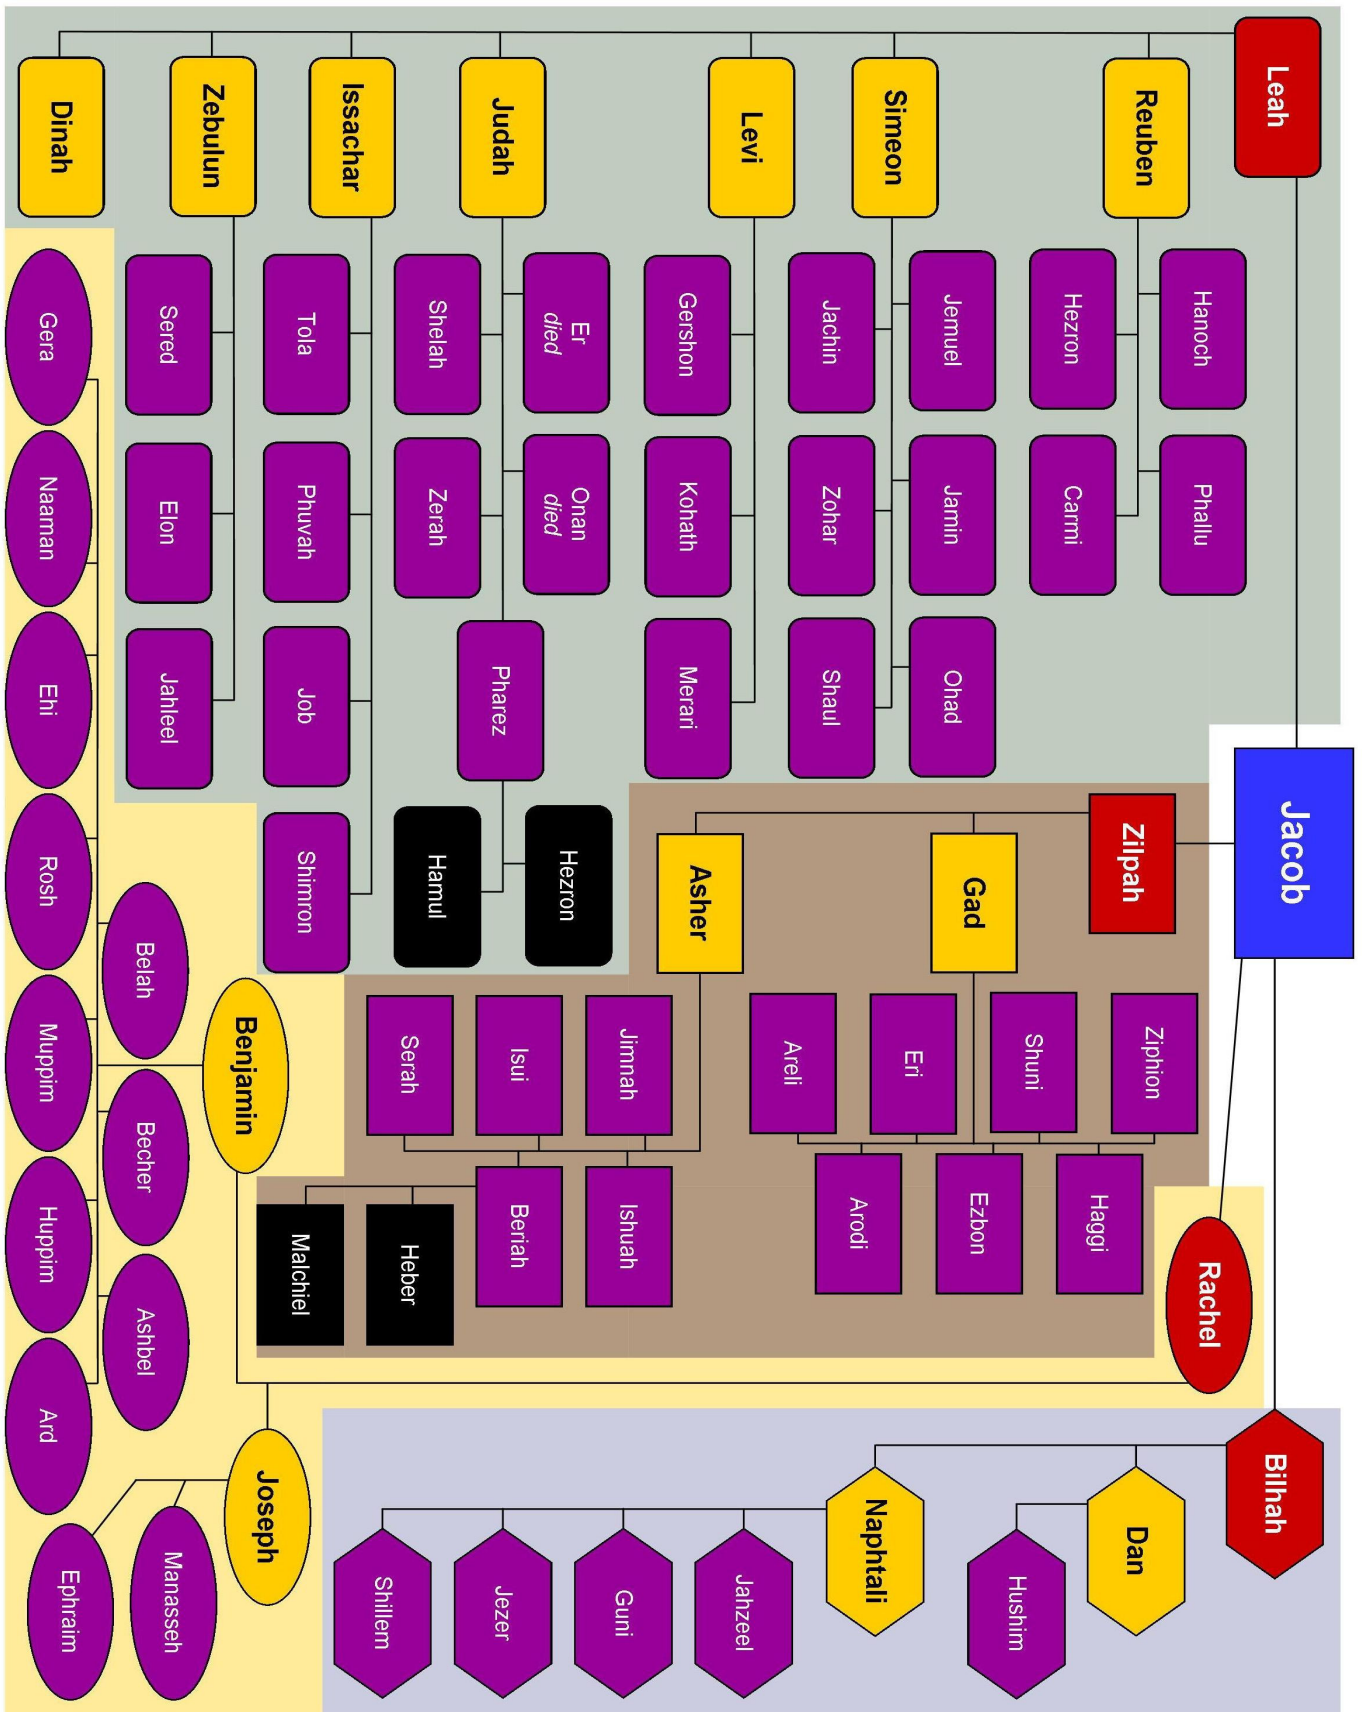 Jacob
Leah
Reuben
Hanoch
Phallu
Hezron
Carmi
Simeon
Jemuel
Jamin
Ohad
Jachin
Zohar
Shaul
Levi
Gershon
Kohath
Merari
Judah
Er
died
Onan
died
Shelah
Zerah
Pharez
Hezron
Hamul
Issachar
Tola
Phuvah
Job
Shimron
Zebulun
Sered
Elon
Jahleel
Dinah
Zilpah
Gad
Ziphion
Haggi
Shuni
Ezbon
Eri
Arodi
Areli
Asher
Jimnah
Ishuah
Isui
Beriah
Serah
Heber
Malchiel
Rachel
Joseph
Manasseh
Ephraim
Benjamin
Belah
Becher
Ashbel
Gera
Naaman
Ehi
Rosh
Muppim
Huppim
Ard
Bilhah
Dan
Hushim
Naphtali
Jahzeel
Guni
Jezer
Shillem